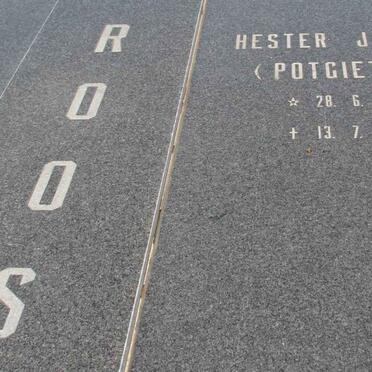 ROOS
HESTER J
(POTGIET
☆ 28. 6.
+ 13. 7.